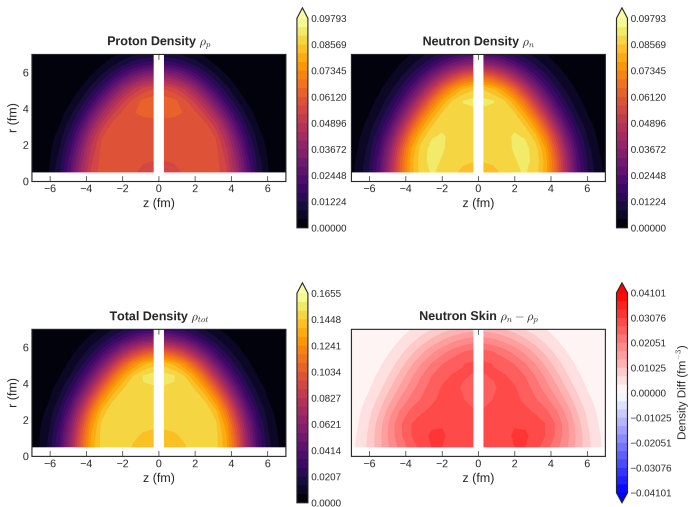 Proton Density ρp
r (fm)
6
4
2
0
−6 −4 −2 0 2 4 6
z (fm)
0.09793
0.08569
0.07345
0.06120
0.04896
0.03672
0.02448
0.01224
0.00000
Neutron Density ρn
−6 −4 −2 0 2 4 6
z (fm)
0.09793
0.08569
0.07345
0.06120
0.04896
0.03672
0.02448
0.01224
0.00000
Total Density ρtot
r (fm)
6
4
2
0
−6 −4 −2 0 2 4 6
z (fm)
0.1655
0.1448
0.1241
0.1034
0.0827
0.0621
0.0414
0.0207
0.0000
Neutron Skin ρn − ρp
−6 −4 −2 0 2 4 6
z (fm)
0.04101
0.03076
0.02051
0.01025
0.00000
−0.01025
−0.02051
−0.03076
−0.04101
Density Diff (fm⁻³)